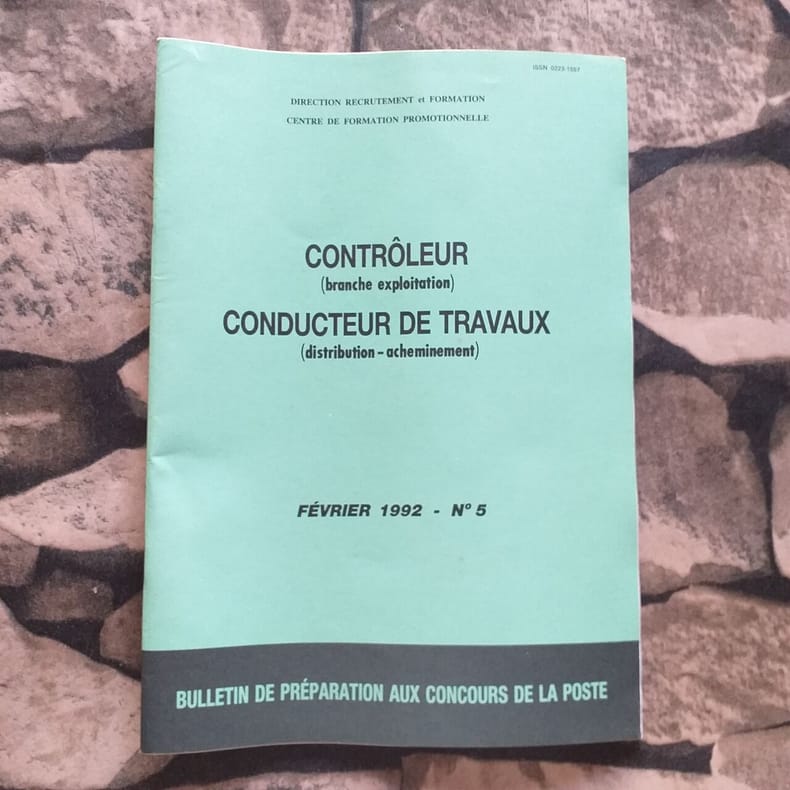 ISSN 0223-1557
DIRECTION RECRUTEMENT et FORMATION
CENTRE DE FORMATION PROMOTIONNELLE
CONTRÔLEUR
(branche exploitation)
CONDUCTEUR DE TRAVAUX
(distribution - acheminement)
FÉVRIER 1992 - N° 5
BULLETIN DE PRÉPARATION AUX CONCOURS DE LA POSTE